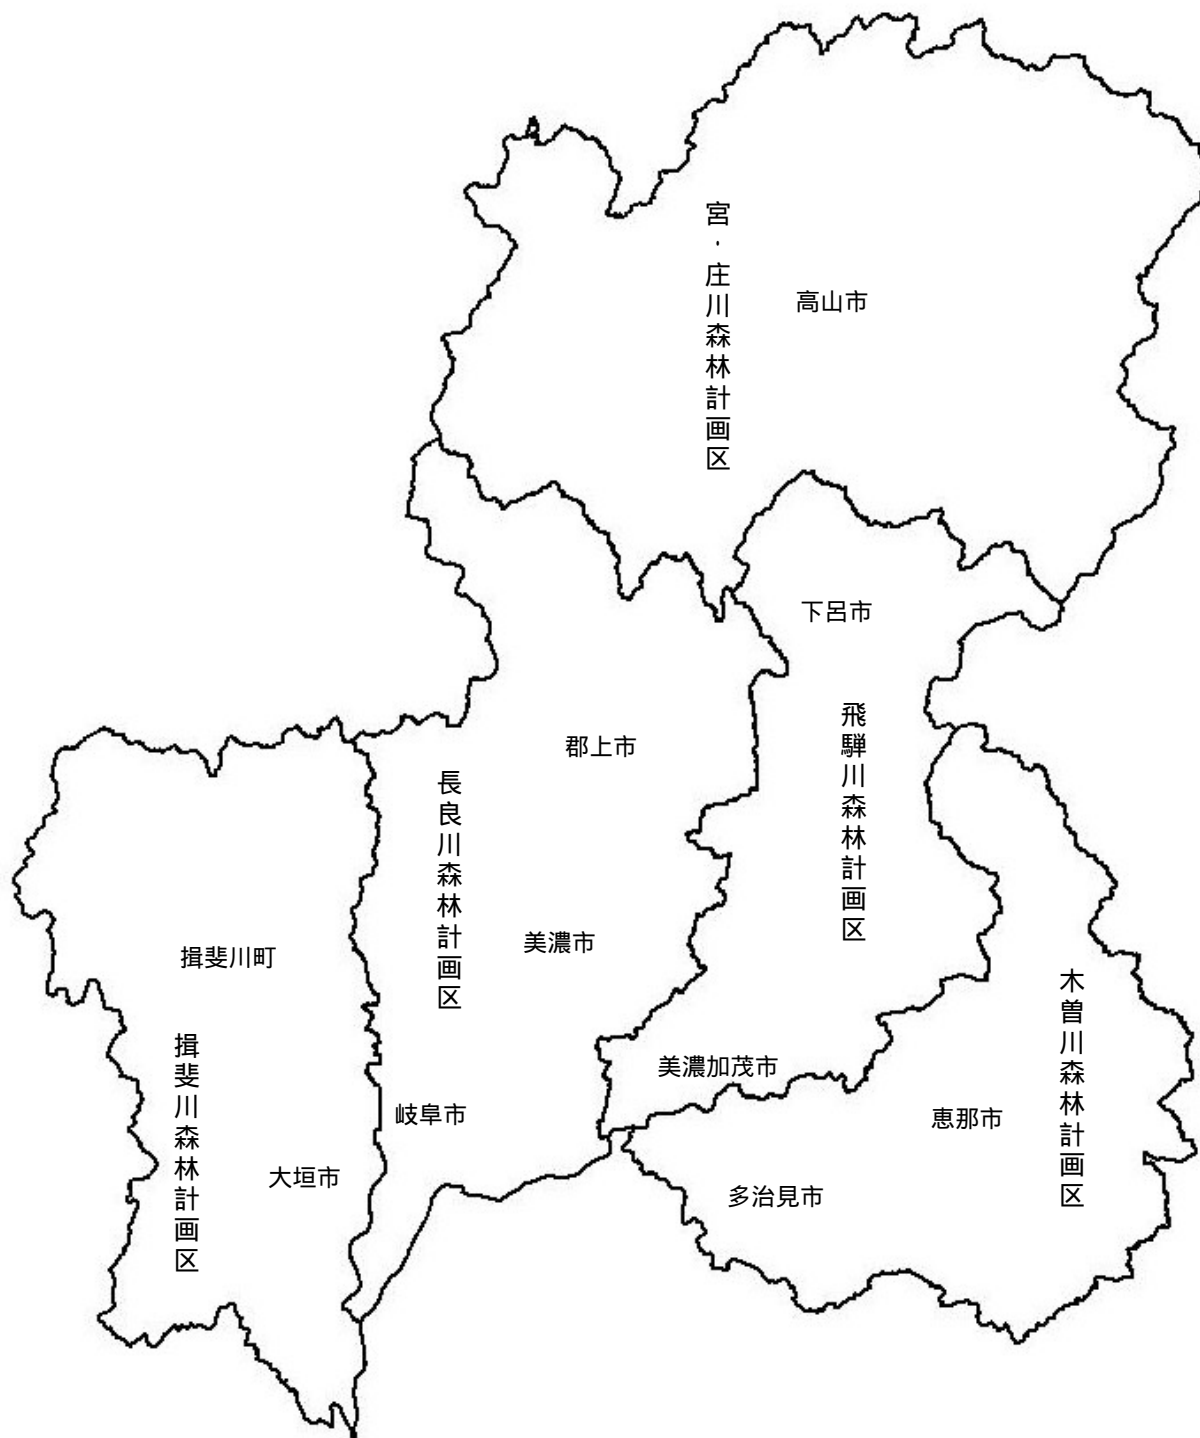 宮・庄川森林計画区
高山市
下呂市
飛騨川森林計画区
郡上市
長良川森林計画区
美濃市
揖斐川町
木曽川森林計画区
揖斐川森林計画区
美濃加茂市
岐阜市
恵那市
大垣市
多治見市